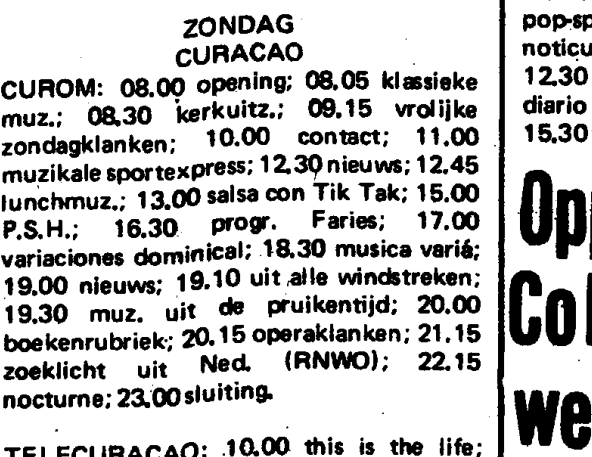 ZONDAG
CURACAO
CUROM: 08.00 opening; 08.05 klassieke
muz.; 08.30 kerkuitz.; 09.15 vrolijke
zondagklanken; 10.00 contact; 11.00
muzikale sportexpress; 12.30 nieuws; 12.45
lunchmuz.; 13.00 salsa con Tik Tak; 15.00
P.S.H.; 16.30 progr. Faries; 17.00
variaciones dominical; 18.30 musica variá;
19.00 nieuws; 19.10 uit alle windstreken;
19.30 muz. uit de pruikentijd; 20.00
boekenrubriek; 20.15 operaklanken; 21.15
zoeklicht uit Ned. (RNWO); 22.15
nocturne; 23.00 sluiting.
TELECURACAO: 10.00 this is the life;
pop-sp
noticu
12.30
diario
15.30
Opp
Col
we